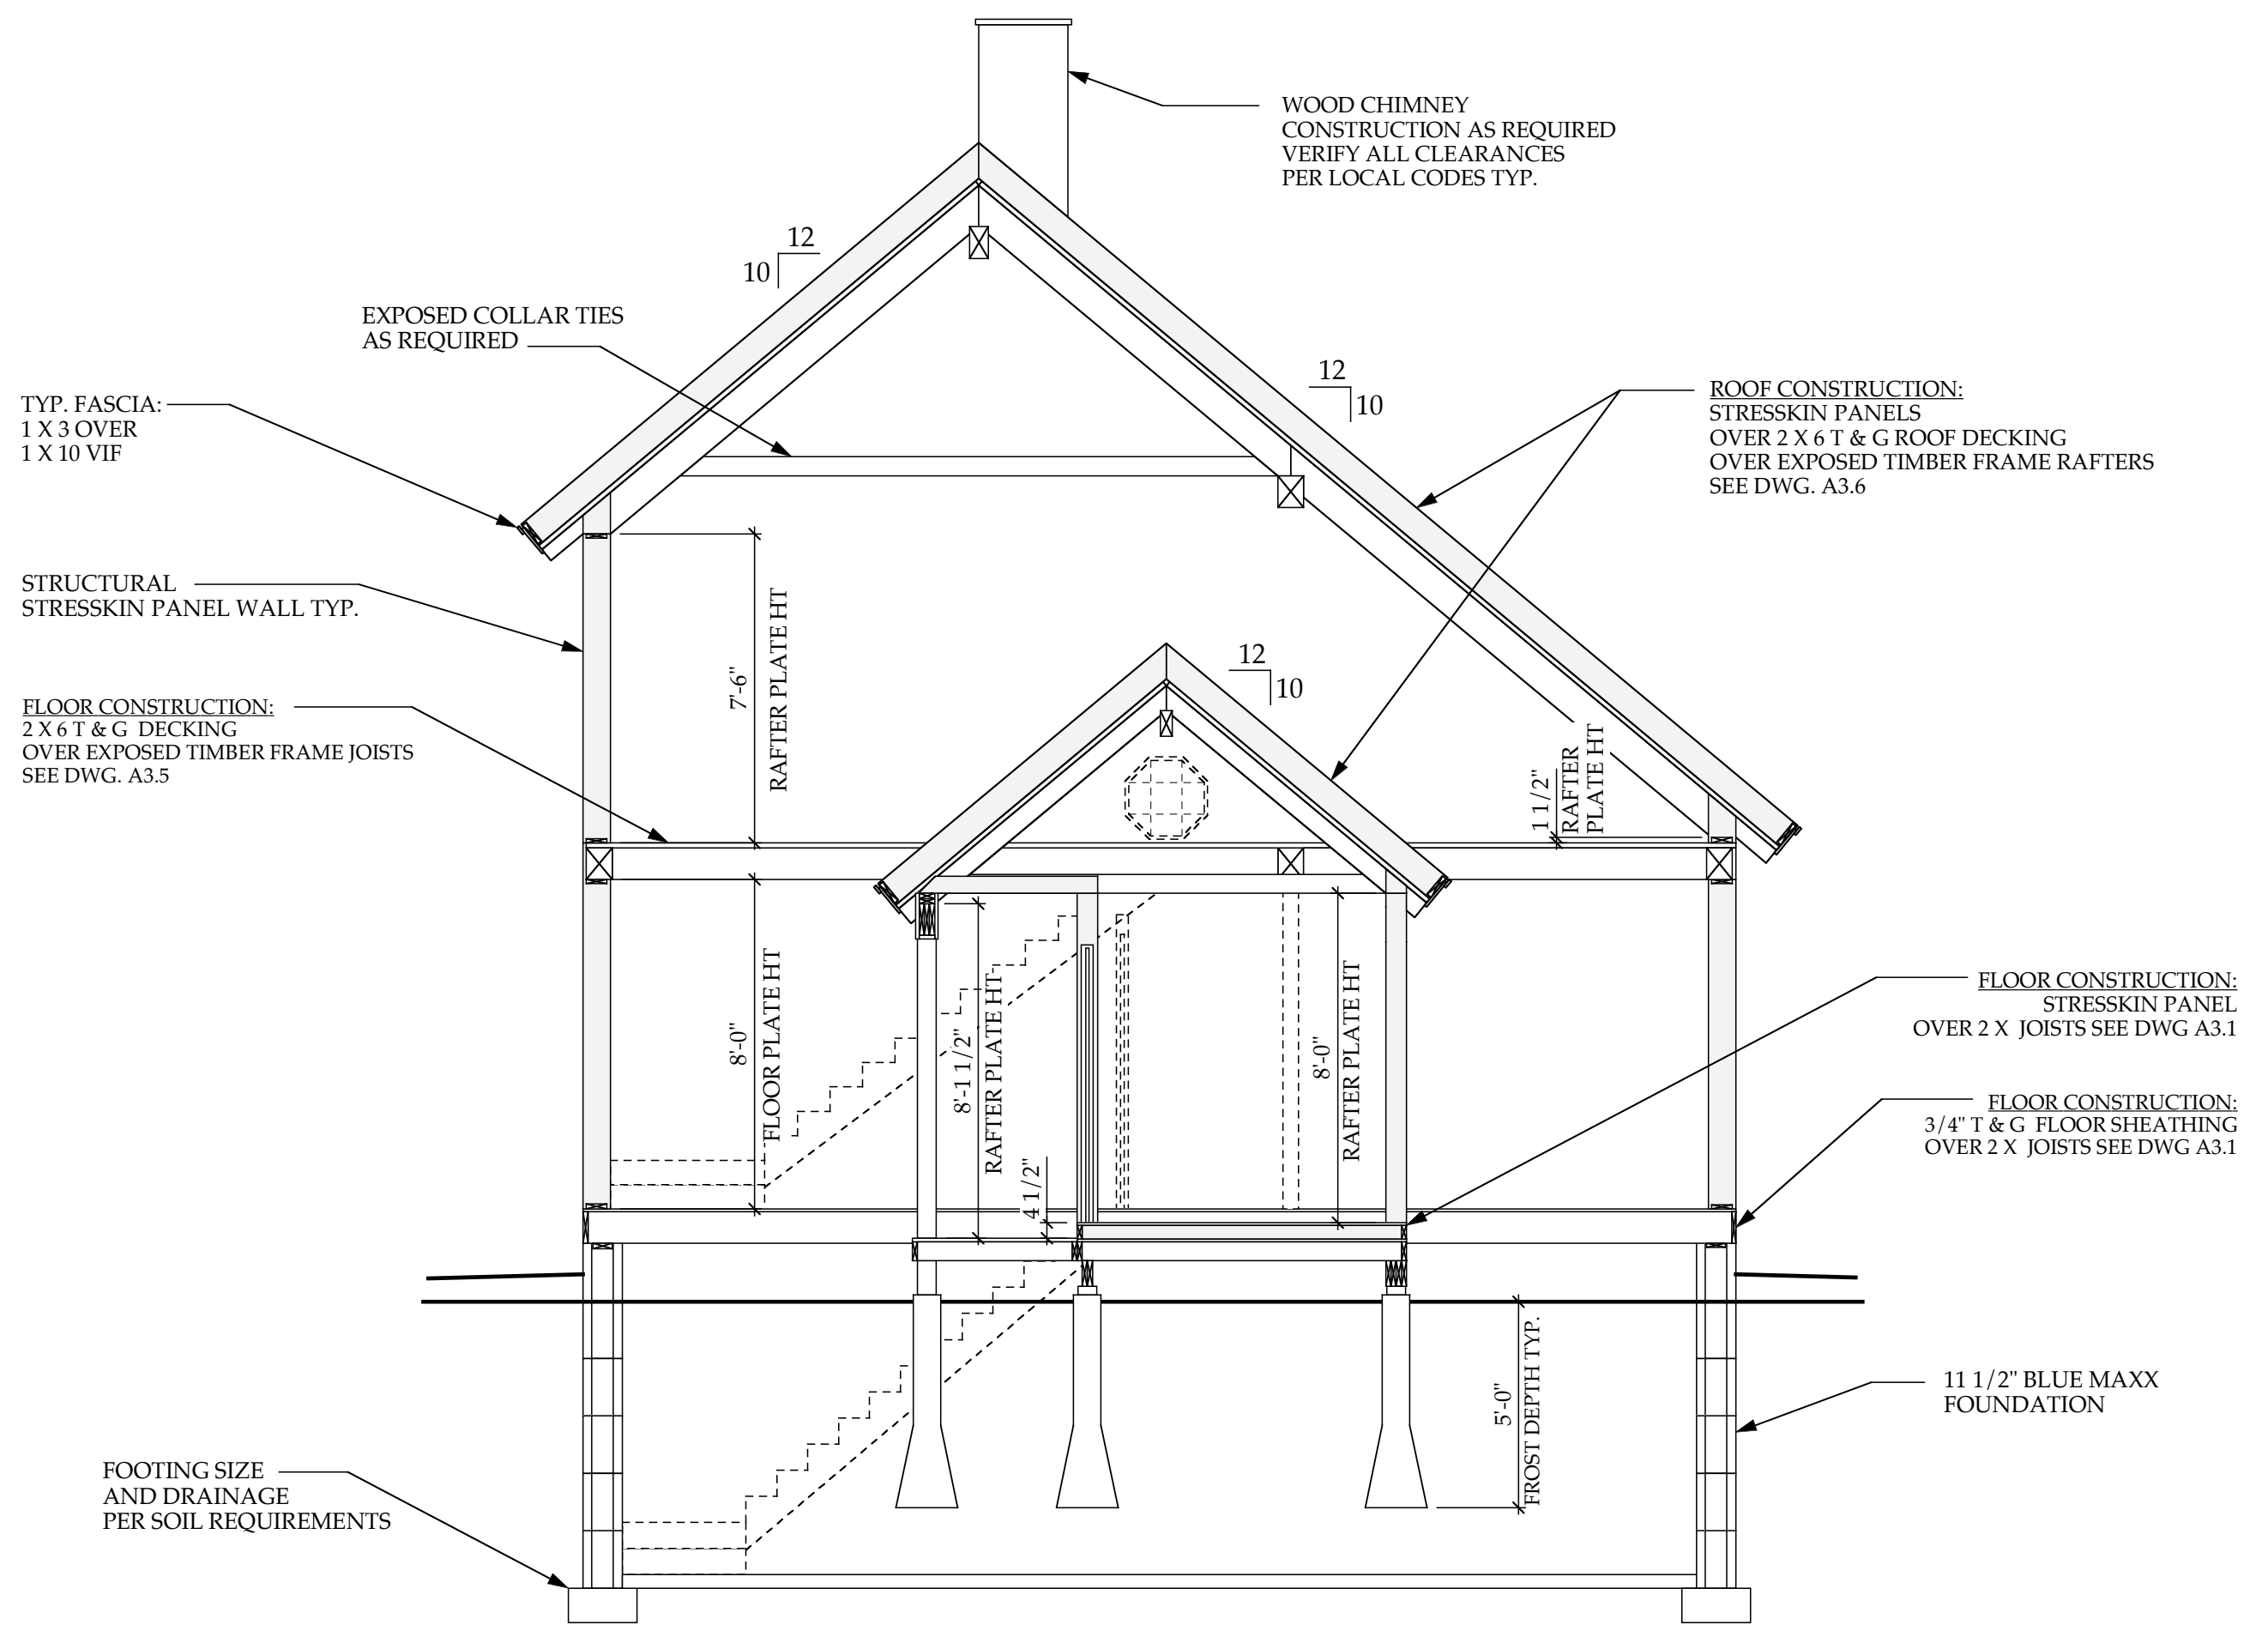 WOOD CHIMNEY
CONSTRUCTION AS REQUIRED
VERIFY ALL CLEARANCES
PER LOCAL CODES TYP.
12
10
EXPOSED COLLAR TIES
AS REQUIRED
12
10
TYP. FASCIA:
1 X 3 OVER
1 X 10 VIF
ROOF CONSTRUCTION:
STRESSKIN PANELS
OVER 2 X 6 T & G ROOF DECKING
OVER EXPOSED TIMBER FRAME RAFTERS
SEE DWG. A3.6
STRUCTURAL
STRESSKIN PANEL WALL TYP.
7'-6"
RAFTER PLATE HT
12
10
FLOOR CONSTRUCTION:
2 X 6 T & G DECKING
OVER EXPOSED TIMBER FRAME JOISTS
SEE DWG. A3.5
1 1/2"
RAFTER
PLATE HT
8'-0"
FLOOR PLATE HT
8'-1 1/2"
RAFTER PLATE HT
4 1/2"
8'-0"
RAFTER PLATE HT
FLOOR CONSTRUCTION:
STRESSKIN PANEL
OVER 2 X JOISTS SEE DWG A3.1
FLOOR CONSTRUCTION:
3/4" T & G FLOOR SHEATHING
OVER 2 X JOISTS SEE DWG A3.1
5'-0"
FROST DEPTH TYP.
11 1/2" BLUE MAXX
FOUNDATION
FOOTING SIZE
AND DRAINAGE
PER SOIL REQUIREMENTS